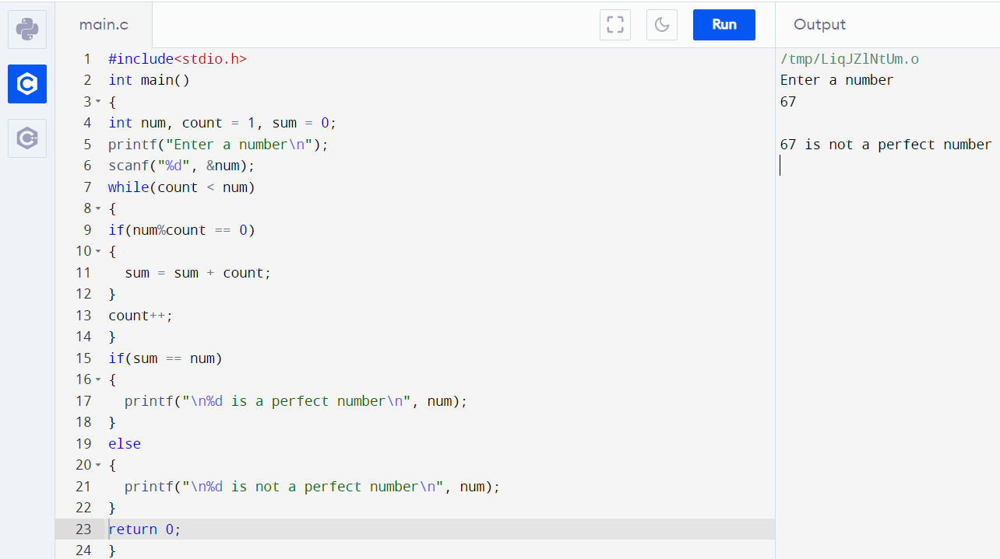 main.c
Run
Output
1 #include<stdio.h>
2 int main()
3 {
4 int num, count = 1, sum = 0;
5 printf("Enter a number\n");
6 scanf("%d", &num);
7 while(count < num)
8 {
9 if(num%count == 0)
10 {
11   sum = sum + count;
12 }
13 count++;
14 }
15 if(sum == num)
16 {
17   printf("\n%d is a perfect number\n", num);
18 }
19 else
20 {
21   printf("\n%d is not a perfect number\n", num);
22 }
23 return 0;
24 }
/tmp/LiqJZlNtUm.o
Enter a number
67
67 is not a perfect number